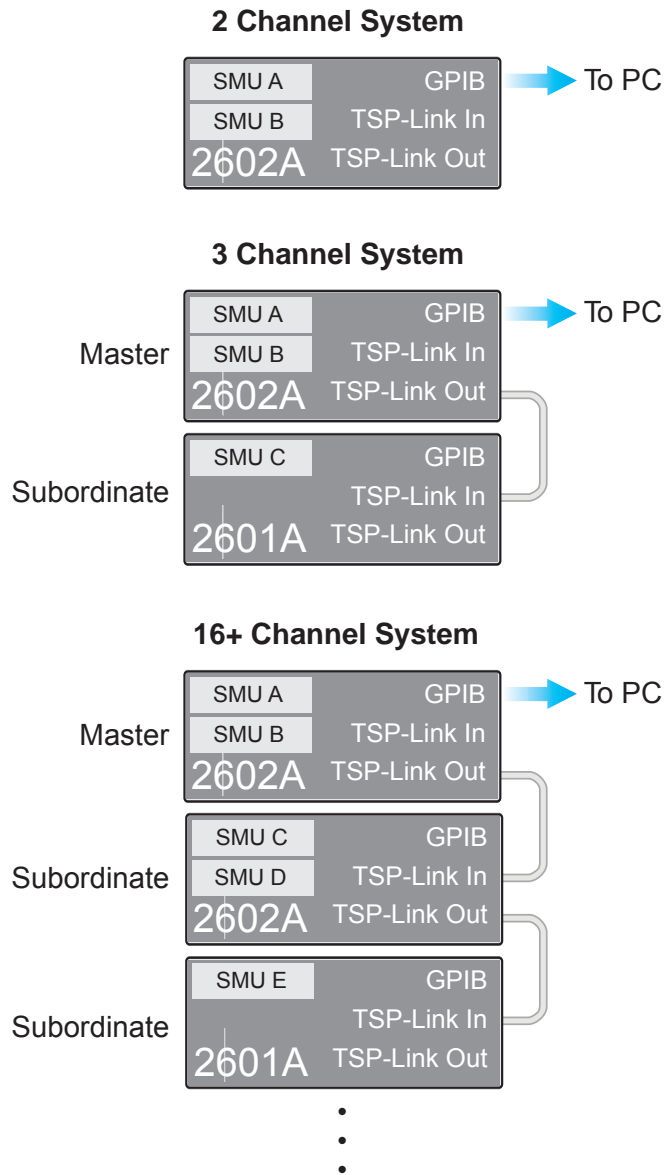 2 Channel System
SMU A GPIB To PC
SMU B TSP-Link In
2602A TSP-Link Out
3 Channel System
SMU A GPIB To PC
Master SMU B TSP-Link In
2602A TSP-Link Out
SMU C GPIB
Subordinate TSP-Link In
2601A TSP-Link Out
16+ Channel System
SMU A GPIB To PC
Master SMU B TSP-Link In
2602A TSP-Link Out
SMU C GPIB
Subordinate SMU D TSP-Link In
2602A TSP-Link Out
SMU E GPIB
Subordinate TSP-Link In
2601A TSP-Link Out